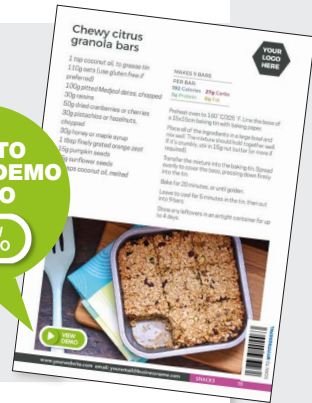 Chewy citrus
granola bars
YOUR
LOGO
HERE
1 tsp coconut oil, to grease tin
110g oats (use gluten free if
preferred)
100g pitted Medjool dates, chopped
30g raisins
50g dried cranberries or cherries
30g pistachios or hazelnuts,
chopped
30g honey or maple syrup
1 tbsp finely grated orange zest
15g pumpkin seeds
sunflower seeds
coconut oil, melted
MAKES 9 BARS
PER BAR:
192 Calories
Carbs
Protein
Fat
Preheat oven to 160˚C/325˚F. Line the base of
a 15x15cm baking tin with baking paper.
Place all of the ingredients in a large bowl and
mix well. The mixture should hold together well.
If it's crumbly, stir in 15g nut butter (or more if
required).
Transfer the mixture into the baking tin. Spread
evenly to cover the base, pressing down firmly
into the tin.
Bake for 20 minutes, or until golden.
Leave to cool for 5 minutes in the tin, then cut
into 9 bars.
Store any leftovers in an airtight container for up
to 4 days.
TO
DEMO
O
%
VIEW
DEMO
www.yourwebsite.com email: youremail@businessname.com
SNACKS